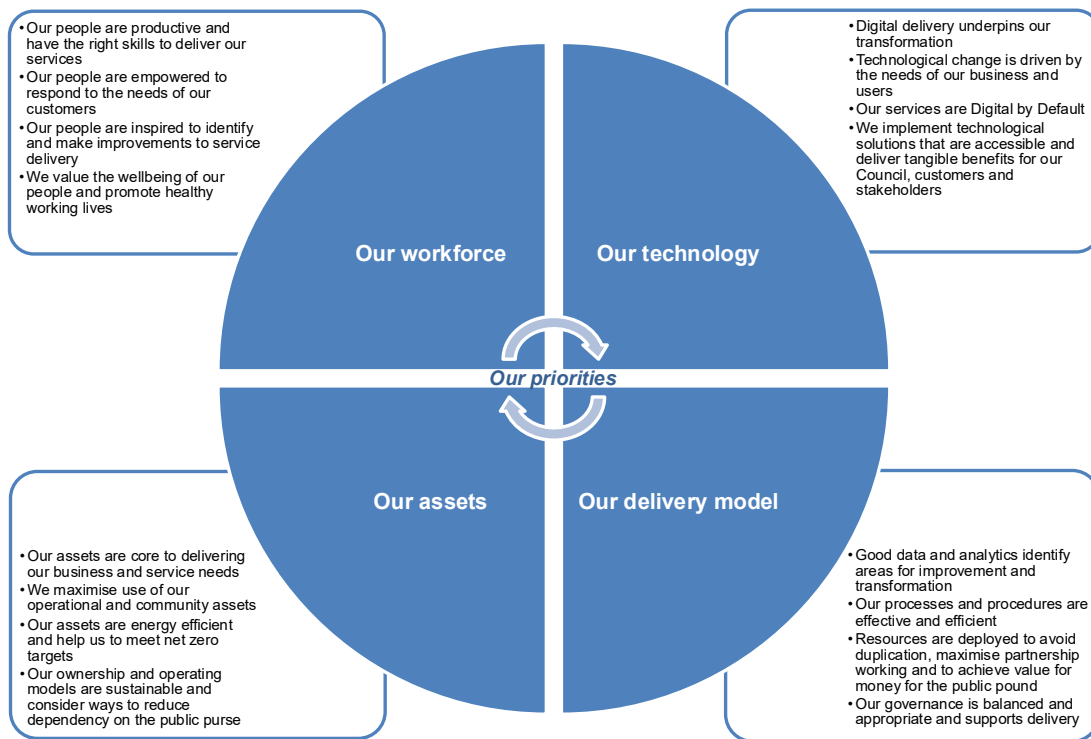 • Our people are productive and
have the right skills to deliver our
services
• Our people are empowered to
respond to the needs of our
customers
• Our people are inspired to identify
and make improvements to service
delivery
• We value the wellbeing of our
people and promote healthy
working lives
• Digital delivery underpins our
transformation
• Technological change is driven by
the needs of our business and
users
• Our services are Digital by Default
• We implement technological
solutions that are accessible and
deliver tangible benefits for our
Council, customers and
stakeholders
Our workforce
Our technology
Our priorities
Our assets
Our delivery model
• Our assets are core to delivering
our business and service needs
• We maximise use of our
operational and community assets
• Our assets are energy efficient
and help us to meet net zero
targets
• Our ownership and operating
models are sustainable and
consider ways to reduce
dependency on the public purse
• Good data and analytics identify
areas for improvement and
transformation
• Our processes and procedures are
effective and efficient
• Resources are deployed to avoid
duplication, maximise partnership
working and to achieve value for
money for the public pound
• Our governance is balanced and
appropriate and supports delivery